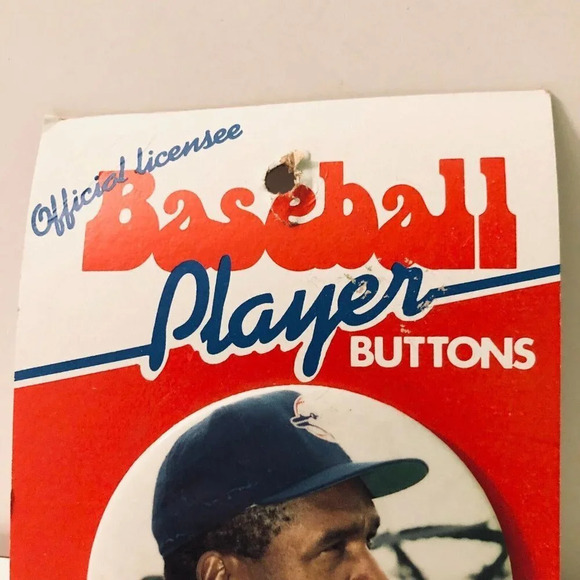 Official licensee
Baseball
Player
BUTTONS